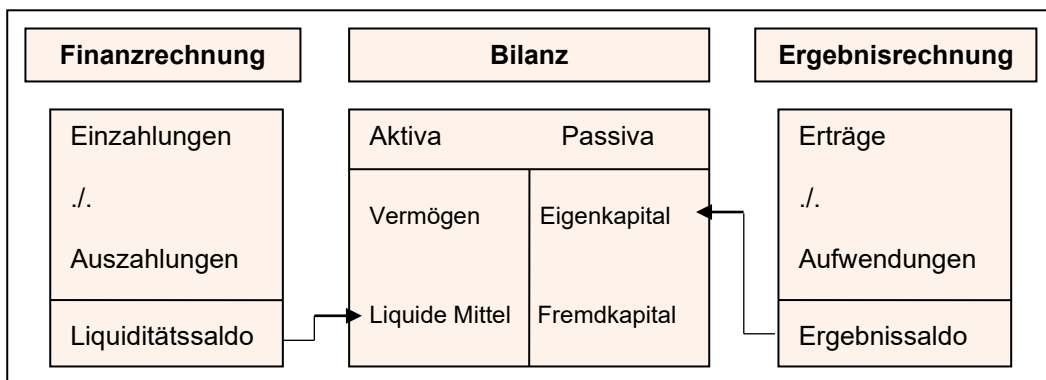 Finanzrechnung
Bilanz
Ergebnisrechnung
Einzahlungen
./.
Auszahlungen
Liquiditätssaldo
Aktiva Passiva
Vermögen Eigenkapital
Liquide Mittel Fremdkapital
Erträge
./.
Aufwendungen
Ergebnissaldo